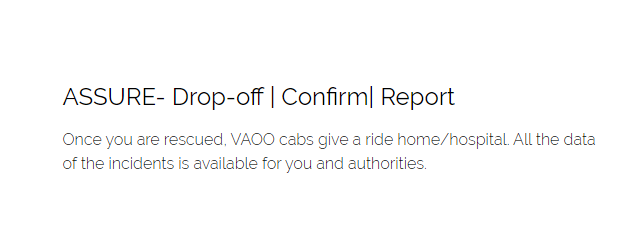 ASSURE- Drop-off | Confirm| Report
Once you are rescued, VAOO cabs give a ride home/hospital. All the data
of the incidents is available for you and authorities.